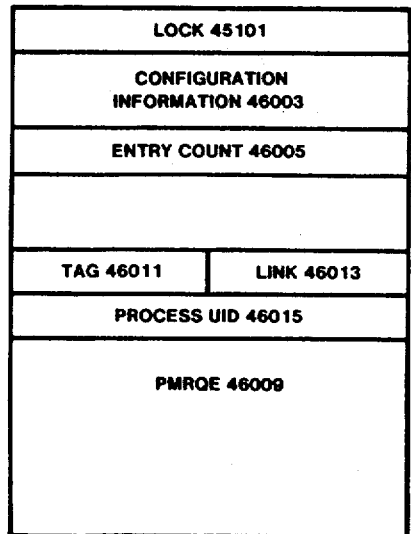 LOCK 45101
CONFIGURATION
INFORMATION 46003
ENTRY COUNT 46005
TAG 46011 LINK 46013
PROCESS UID 46015
PMRQE 46009